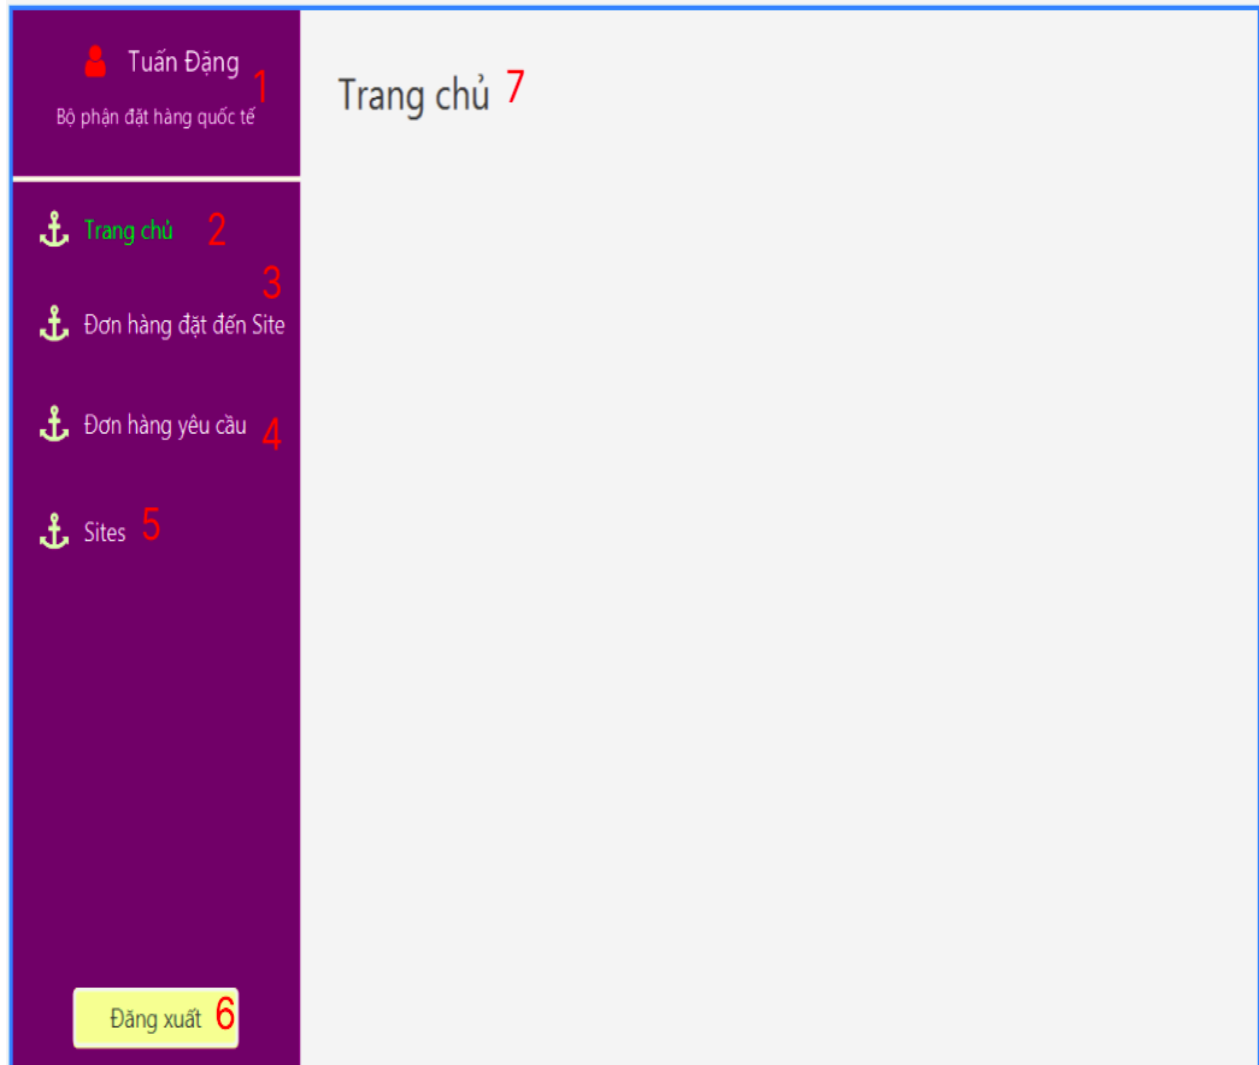 Tuấn Đặng 1
Bộ phận đặt hàng quốc tế
Trang chủ 2
3
Đơn hàng đặt đến Site
Đơn hàng yêu cầu 4
Sites 5
Đăng xuất 6
Trang chủ 7